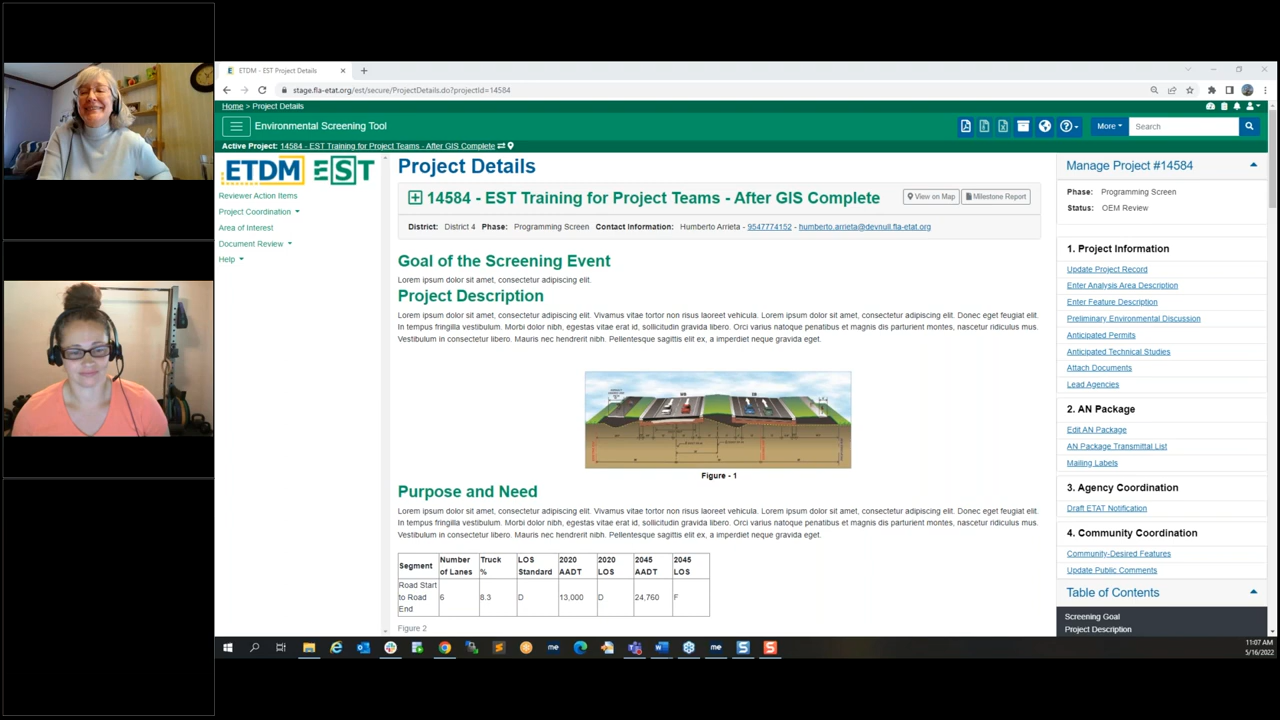 ETDM - EST Project Details
stage.fla-etat.org/est/secure/ProjectDetails.do?projectId=14584
Home > Project Details
Environmental Screening Tool
More
Search
Active Project: 14584 - EST Training for Project Teams - After GIS Complete
ETDM EST
Reviewer Action Items
Project Coordination
Area of Interest
Document Review
Help
Project Details
14584 - EST Training for Project Teams - After GIS Complete
View on Map
Milestone Report
District: District 4 Phase: Programming Screen Contact Information: Humberto Arrieta - 9547774152 - humberto.arrieta@devnull.fla-etat.org
Goal of the Screening Event
Lorem ipsum dolor sit amet, consectetur adipiscing elit.
Project Description
Lorem ipsum dolor sit amet, consectetur adipiscing elit. Vivamus vitae tortor non risus laoreet vehicula. Lorem ipsum dolor sit amet, consectetur adipiscing elit. Donec eget feugiat elit.
In tempus fringilla vestibulum. Morbi dolor nibh, egestas vitae erat id, sollicitudin gravida libero. Orci varius natoque penatibus et magnis dis parturient montes, nascetur ridiculus mus.
Vestibulum in consectetur libero. Mauris nec hendrerit nibh. Pellentesque sagittis elit ex, a imperdiet neque gravida eget.
Figure - 1
Purpose and Need
Lorem ipsum dolor sit amet, consectetur adipiscing elit. Vivamus vitae tortor non risus laoreet vehicula. Lorem ipsum dolor sit amet, consectetur adipiscing elit. Donec eget feugiat elit.
In tempus fringilla vestibulum. Morbi dolor nibh, egestas vitae erat id, sollicitudin gravida libero. Orci varius natoque penatibus et magnis dis parturient montes, nascetur ridiculus mus.
Vestibulum in consectetur libero. Mauris nec hendrerit nibh. Pellentesque sagittis elit ex, a imperdiet neque gravida eget.
Segment Number of Lanes Truck % LOS Standard 2020 AADT 2020 LOS 2045 AADT 2045 LOS
Road Start to Road End 6 8.3 D 13,000 D 24,760 F
Figure 2
Manage Project #14584
Phase: Programming Screen
Status: OEM Review
1. Project Information
Update Project Record
Enter Analysis Area Description
Enter Feature Description
Preliminary Environmental Discussion
Anticipated Permits
Anticipated Technical Studies
Attach Documents
Lead Agencies
2. AN Package
Edit AN Package
AN Package Transmittal List
Mailing Labels
3. Agency Coordination
Draft ETAT Notification
4. Community Coordination
Community-Desired Features
Update Public Comments
Table of Contents
Screening Goal
Project Description
11:07 AM
5/16/2022